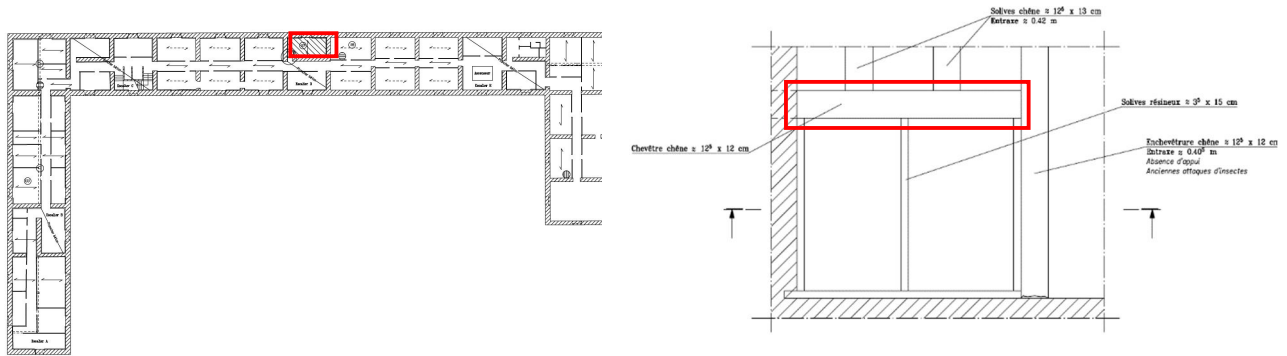 Solives chêne ≈ 12⁵ x 13 cm
Entraxe ≈ 0.42 m
Solives résineux ≈ 3⁵ x 15 cm
Chevêtre chêne ≈ 12⁵ x 12 cm
Enchevêtrure chêne ≈ 12⁵ x 12 cm
Entraxe ≈ 0.40⁵ m
Absence d'appui
Anciennes attaques d'insectes
Escalier C
Escalier D
Ascenseur
Escalier E
Escalier B
Escalier A